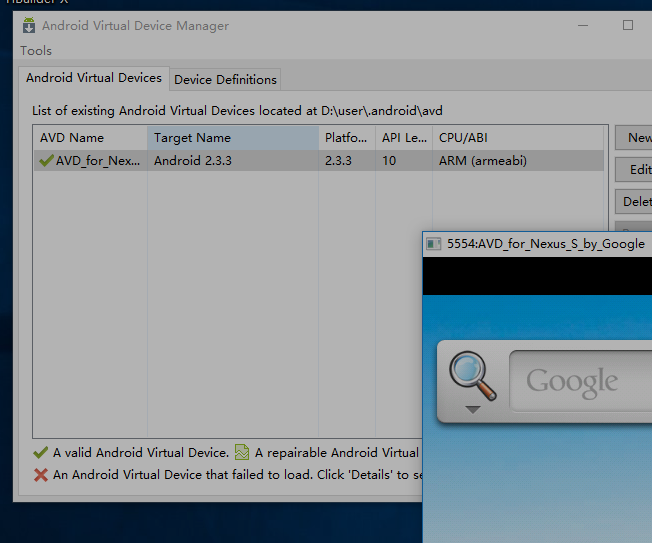 HBuilder X
Android Virtual Device Manager
Tools
Android Virtual Devices
Device Definitions
List of existing Android Virtual Devices located at D:\user\.android\avd
AVD Name Target Name Platfo... API Le... CPU/ABI
AVD_for_Nex... Android 2.3.3 2.3.3 10 ARM (armeabi)
New
Edit
Delet
5554:AVD_for_Nexus_S_by_Google
Google
A valid Android Virtual Device. A repairable Android Virtual
An Android Virtual Device that failed to load. Click 'Details' to se